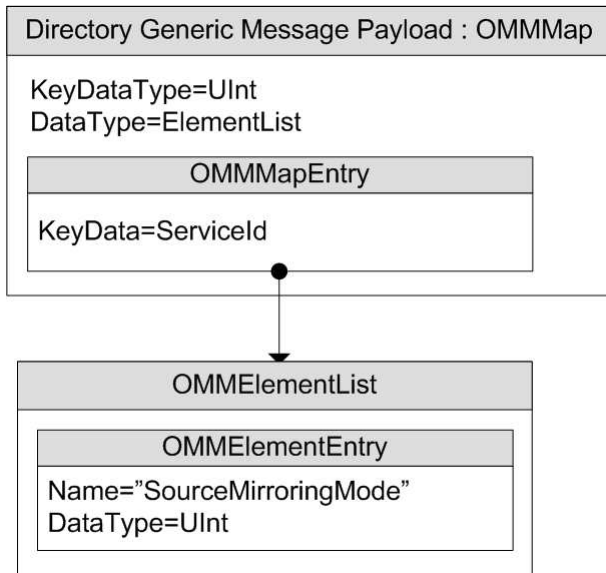 Directory Generic Message Payload : OMMMap
KeyDataType=UInt
DataType=ElementList
OMMMapEntry
KeyData=ServiceId
OMMElementList
OMMElementEntry
Name=”SourceMirroringMode”
DataType=UInt